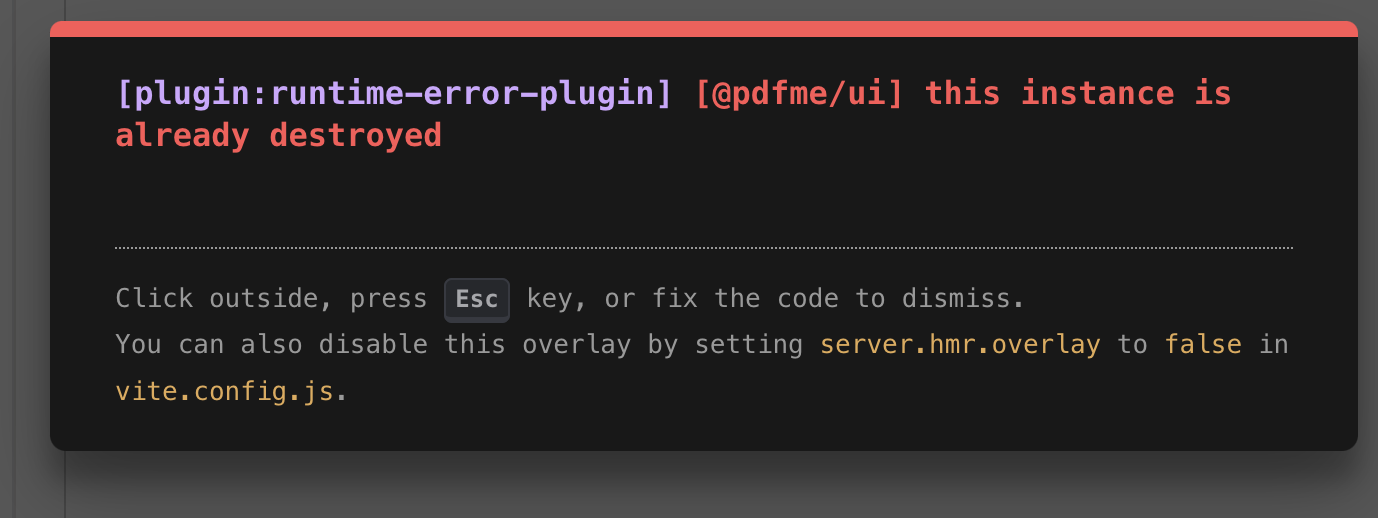 [plugin:runtime-error-plugin] [@pdfme/ui] this instance is
already destroyed
Click outside, press Esc key, or fix the code to dismiss.
You can also disable this overlay by setting server.hmr.overlay to false in
vite.config.js.